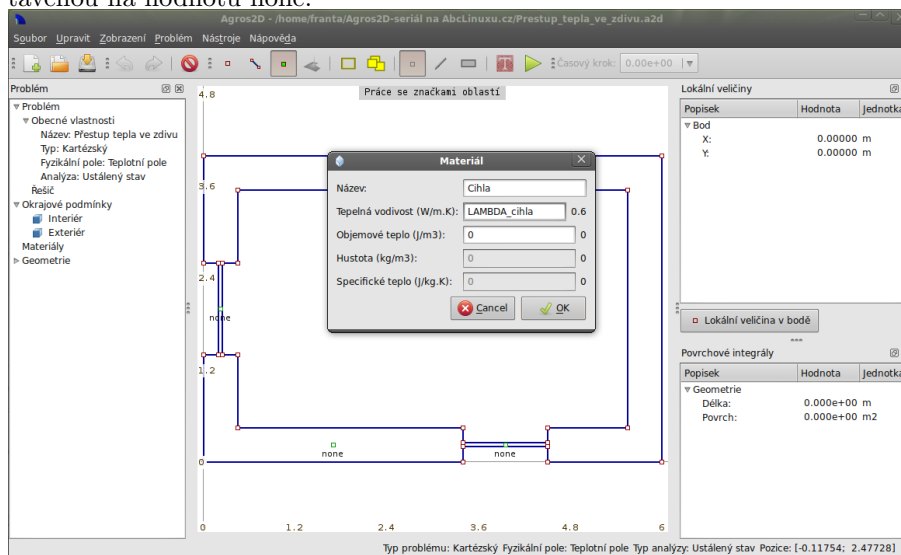 tavenou na hodnotu none.
Agros2D - /home/franta/Agros2D-seriál na AbcLinuxu.cz/Prestup_tepla_ve_zdivu.a2d
Soubor Upravit Zobrazení Problém Nástroje Nápověda
Časový krok: 0.00e+00
Problém
Problém
Obecné vlastnosti
Název: Přestup tepla ve zdivu
Typ: Kartézský
Fyzikální pole: Teplotní pole
Analýza: Ustálený stav
Řešič
Okrajové podmínky
Interiér
Exteriér
Materiály
Geometrie
Práce se značkami oblastí
4.8
3.6
2.4
1.2
0
none
none
none
0 1.2 2.4 3.6 4.8 6
Materiál
Název: Cihla
Tepelná vodivost (W/m.K): LAMBDA_cihla 0.6
Objemové teplo (J/m3): 0 0
Hustota (kg/m3): 0 0
Specifické teplo (J/kg.K): 0 0
Cancel OK
Lokální veličiny
Popisek Hodnota Jednotka
Bod
X: 0.00000 m
Y: 0.00000 m
Lokální veličina v bodě
Povrchové integrály
Popisek Hodnota Jednotka
Geometrie
Délka: 0.000e+00 m
Povrch: 0.000e+00 m2
Typ problému: Kartézský Fyzikální pole: Teplotní pole Typ analýzy: Ustálený stav Pozice: [-0.11754; 2.47728]